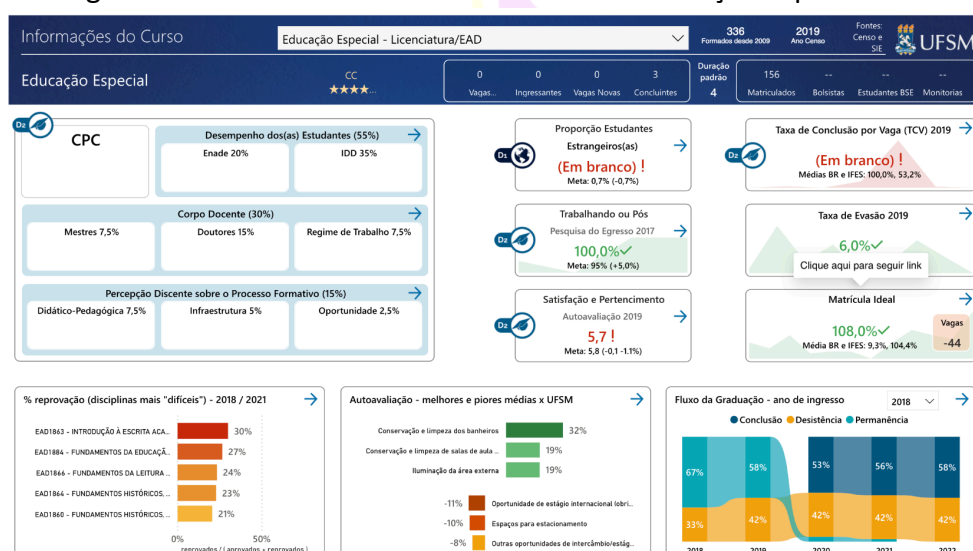 Informações do Curso
Educação Especial - Licenciatura/EAD
336
Formados desde 2009
2019
Ano Censo
Fontes:
Censo e
SIE
UFSM
Educação Especial
CC
★★★★...
0
Vagas...
0
Ingressantes
0
Vagas Novas
3
Concluintes
Duração
padrão
4
156
Matriculados
--
Bolsistas
--
Estudantes BSE
--
Monitorias
D2
CPC
Desempenho dos(as) Estudantes (55%)
Enade 20%
IDD 35%
Corpo Docente (30%)
Mestres 7,5%
Doutores 15%
Regime de Trabalho 7,5%
Percepção Discente sobre o Processo Formativo (15%)
Didático-Pedagógica 7,5%
Infraestrutura 5%
Oportunidade 2,5%
D1
Proporção Estudantes
Estrangeiros(as)
(Em branco) !
Meta: 0,7% (-0,7%)
D2
Trabalhando ou Pós
Pesquisa do Egresso 2017
100,0%✓
Meta: 95% (+5,0%)
D2
Satisfação e Pertencimento
Autoavaliação 2019
5,7 !
Meta: 5,8 (-0,1 -1.1%)
D2
Taxa de Conclusão por Vaga (TCV) 2019
(Em branco) !
Médias BR e IFES: 100,0%, 53,2%
Taxa de Evasão 2019
6,0%✓
Clique aqui para seguir link
Matrícula Ideal
108,0%✓
Média BR e IFES: 9,3%, 104,4%
Vagas
-44
% reprovação (disciplinas mais "difíceis") - 2018 / 2021
EAD1863 - INTRODUÇÃO À ESCRITA ACA...
30%
EAD1884 - FUNDAMENTOS DA EDUCAÇÃ...
27%
EAD1866 - FUNDAMENTOS DA LEITURA ...
24%
EAD1864 - FUNDAMENTOS HISTÓRICOS, ...
23%
EAD1860 - FUNDAMENTOS HISTÓRICOS, ...
21%
0%
50%
reprovados / ( aprovados + reprovados )
Autoavaliação - melhores e piores médias x UFSM
Conservação e limpeza dos banheiros
32%
Conservação e limpeza de salas de aula ...
19%
Iluminação da área externa
19%
-11%
Oportunidade de estágio internacional (obri...
-10%
Espaços para estacionamento
-8%
Outras oportunidades de intercâmbio/estág...
Fluxo da Graduação - ano de ingresso
2018
Conclusão Desistência Permanência
67%
58%
53%
56%
58%
33%
42%
42%
42%
42%
2018
2019
2020
2021
2022